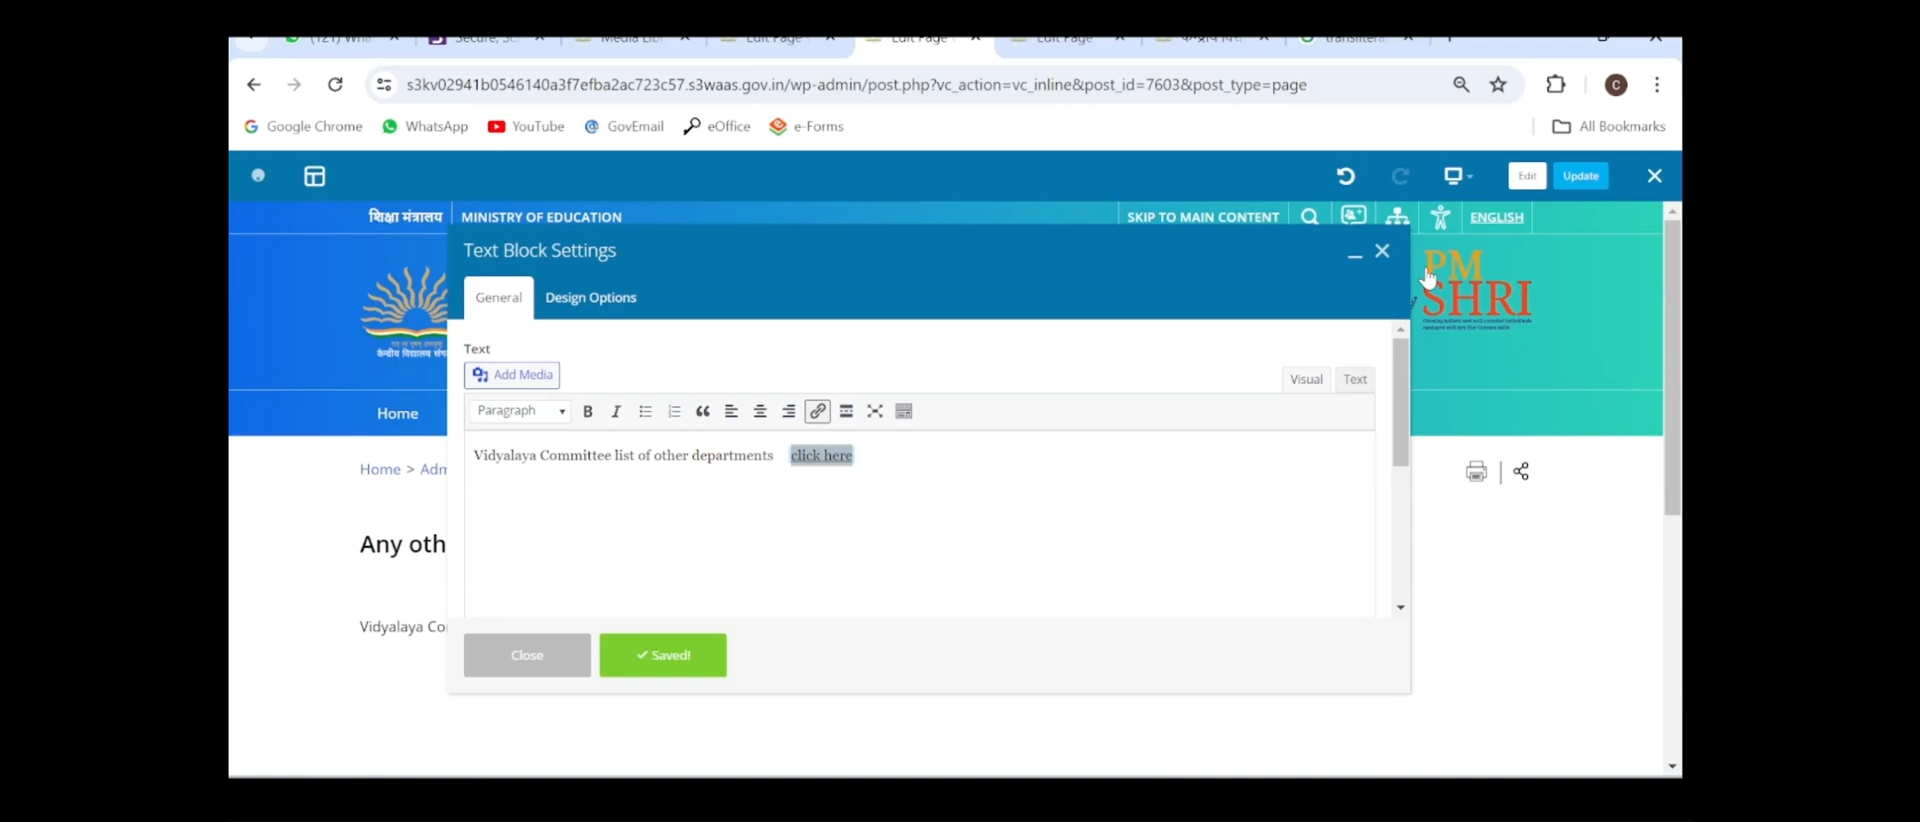 s3kv02941b0546140a3f7efba2ac723c57.s3waas.gov.in/wp-admin/post.php?vc_action=vc_inline&post_id=7603&post_type=page
C
Google Chrome WhatsApp YouTube GovEmail eOffice e-Forms All Bookmarks
Edit Update
शिक्षा मंत्रालय MINISTRY OF EDUCATION SKIP TO MAIN CONTENT ENGLISH
Text Block Settings
PM
SHRI
General Design Options
Text
Add Media
Visual Text
Paragraph B I
Home
Vidyalaya Committee list of other departments click here
Home > Adm
Any oth
Vidyalaya Co
Close Saved!